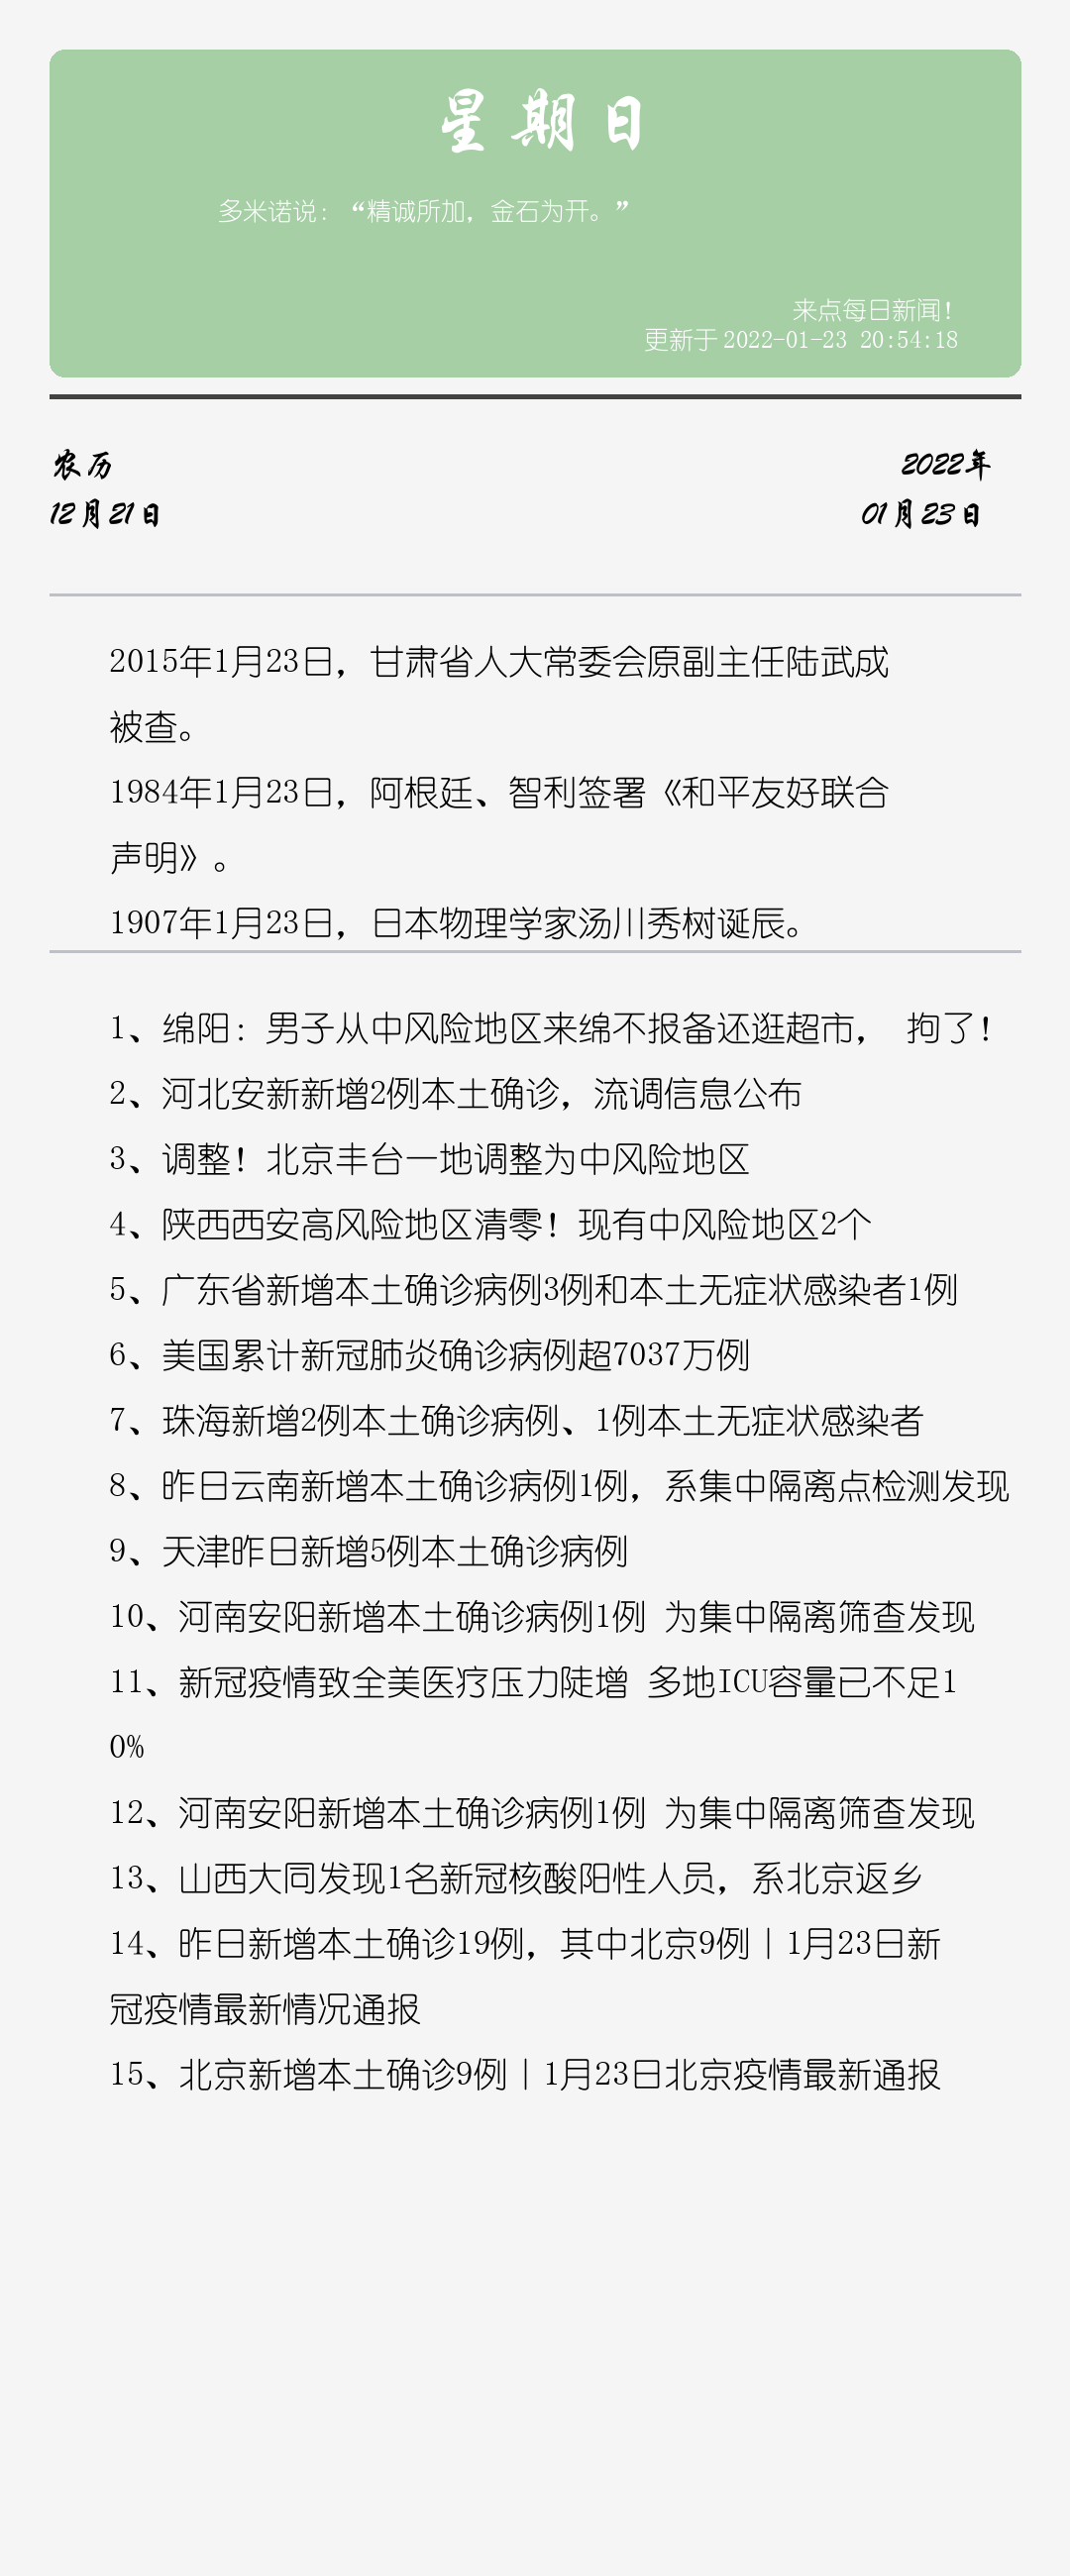 星期日
多米诺说：“精诚所加，金石为开。”
来点每日新闻！
更新于 2022-01-23 20:54:18
农历
12月21日
2022年
01月23日
2015年1月23日，甘肃省人大常委会原副主任陆武成
被查。
1984年1月23日，阿根廷、智利签署《和平友好联合
声明》。
1907年1月23日，日本物理学家汤川秀树诞辰。
1、绵阳：男子从中风险地区来绵不报备还逛超市， 拘了！
2、河北安新新增2例本土确诊，流调信息公布
3、调整！北京丰台一地调整为中风险地区
4、陕西西安高风险地区清零！现有中风险地区2个
5、广东省新增本土确诊病例3例和本土无症状感染者1例
6、美国累计新冠肺炎确诊病例超7037万例
7、珠海新增2例本土确诊病例、1例本土无症状感染者
8、昨日云南新增本土确诊病例1例，系集中隔离点检测发现
9、天津昨日新增5例本土确诊病例
10、河南安阳新增本土确诊病例1例 为集中隔离筛查发现
11、新冠疫情致全美医疗压力陡增 多地ICU容量已不足1
0%
12、河南安阳新增本土确诊病例1例 为集中隔离筛查发现
13、山西大同发现1名新冠核酸阳性人员，系北京返乡
14、昨日新增本土确诊19例，其中北京9例丨1月23日新
冠疫情最新情况通报
15、北京新增本土确诊9例丨1月23日北京疫情最新通报